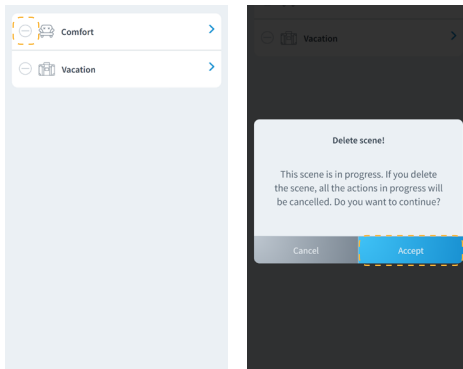 Comfort
Vacation
Vacation
Delete scene!
This scene is in progress. If you delete
the scene, all the actions in progress will
be cancelled. Do you want to continue?
Cancel
Accept